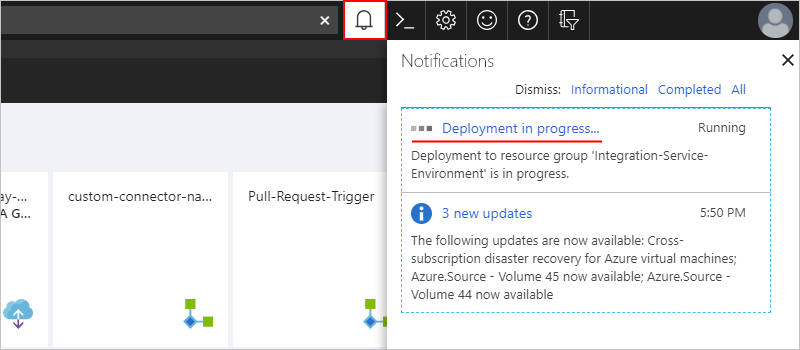 Notifications
Dismiss: Informational Completed All
Deployment in progress... Running
Deployment to resource group 'Integration-Service-
Environment' is in progress.
3 new updates 5:50 PM
The following updates are now available: Cross-
subscription disaster recovery for Azure virtual machines;
Azure.Source - Volume 45 now available; Azure.Source -
Volume 44 now available
ay-...
A G...
custom-connector-na...
Pull-Request-Trigger